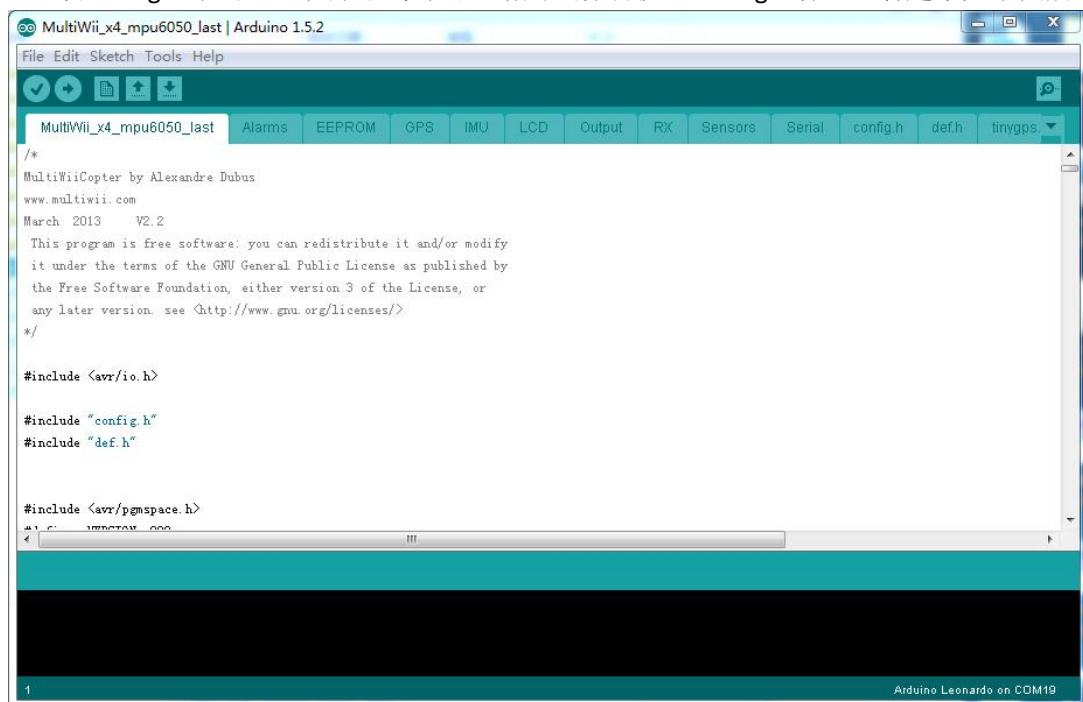 MultiWii_x4_mpu6050_last | Arduino 1.5.2
File Edit Sketch Tools Help
MultiWii_x4_mpu6050_last Alarms EEPROM GPS IMU LCD Output RX Sensors Serial config.h def.h tinygps.
/*
MultiWiiCopter by Alexandre Dubus
www.multiwii.com
March 2013 V2.2
This program is free software: you can redistribute it and/or modify
it under the terms of the GNU General Public License as published by
the Free Software Foundation, either version 3 of the License, or
any later version. see <http://www.gnu.org/licenses/>
*/
#include <avr/io.h>
#include "config.h"
#include "def.h"
#include <avr/pgmspace.h>
1
Arduino Leonardo on COM19